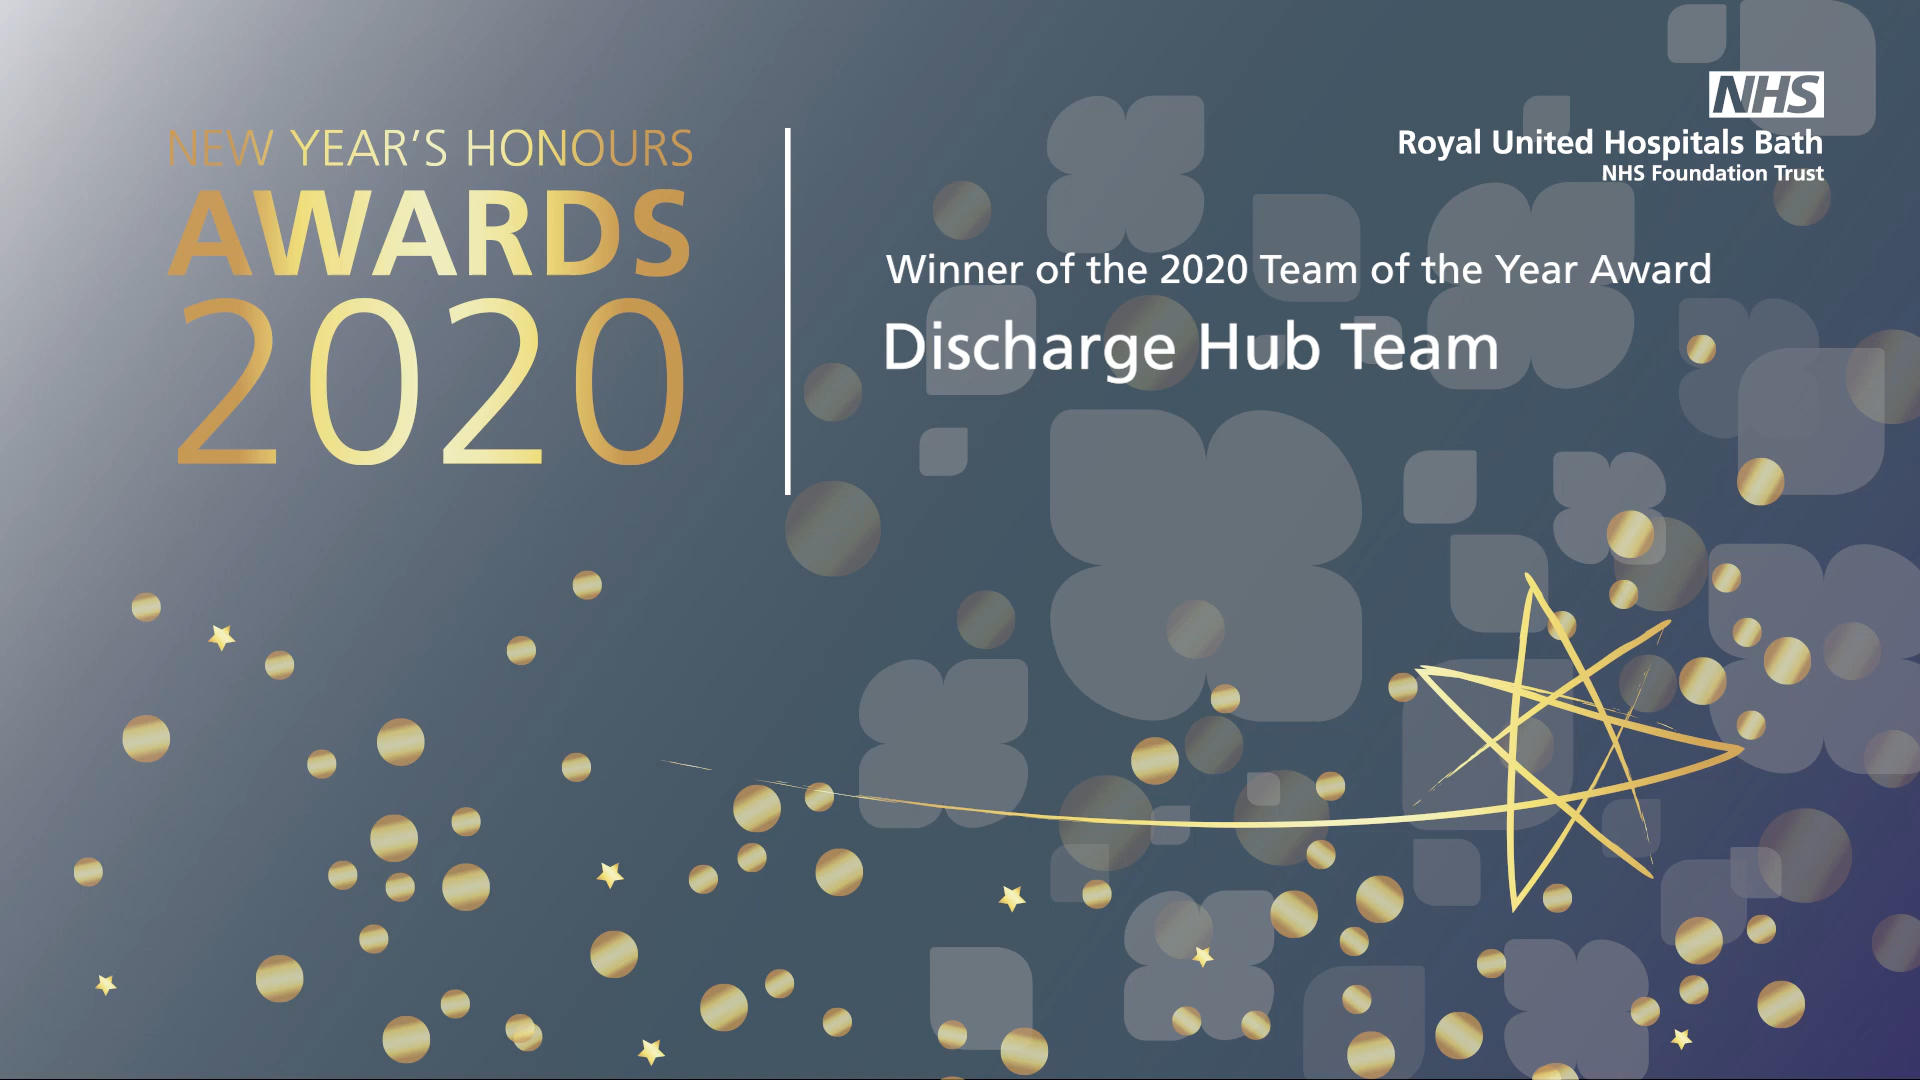 NEW YEAR'S HONOURS
AWARDS
2020
NHS
Royal United Hospitals Bath
NHS Foundation Trust
Winner of the 2020 Team of the Year Award
Discharge Hub Team